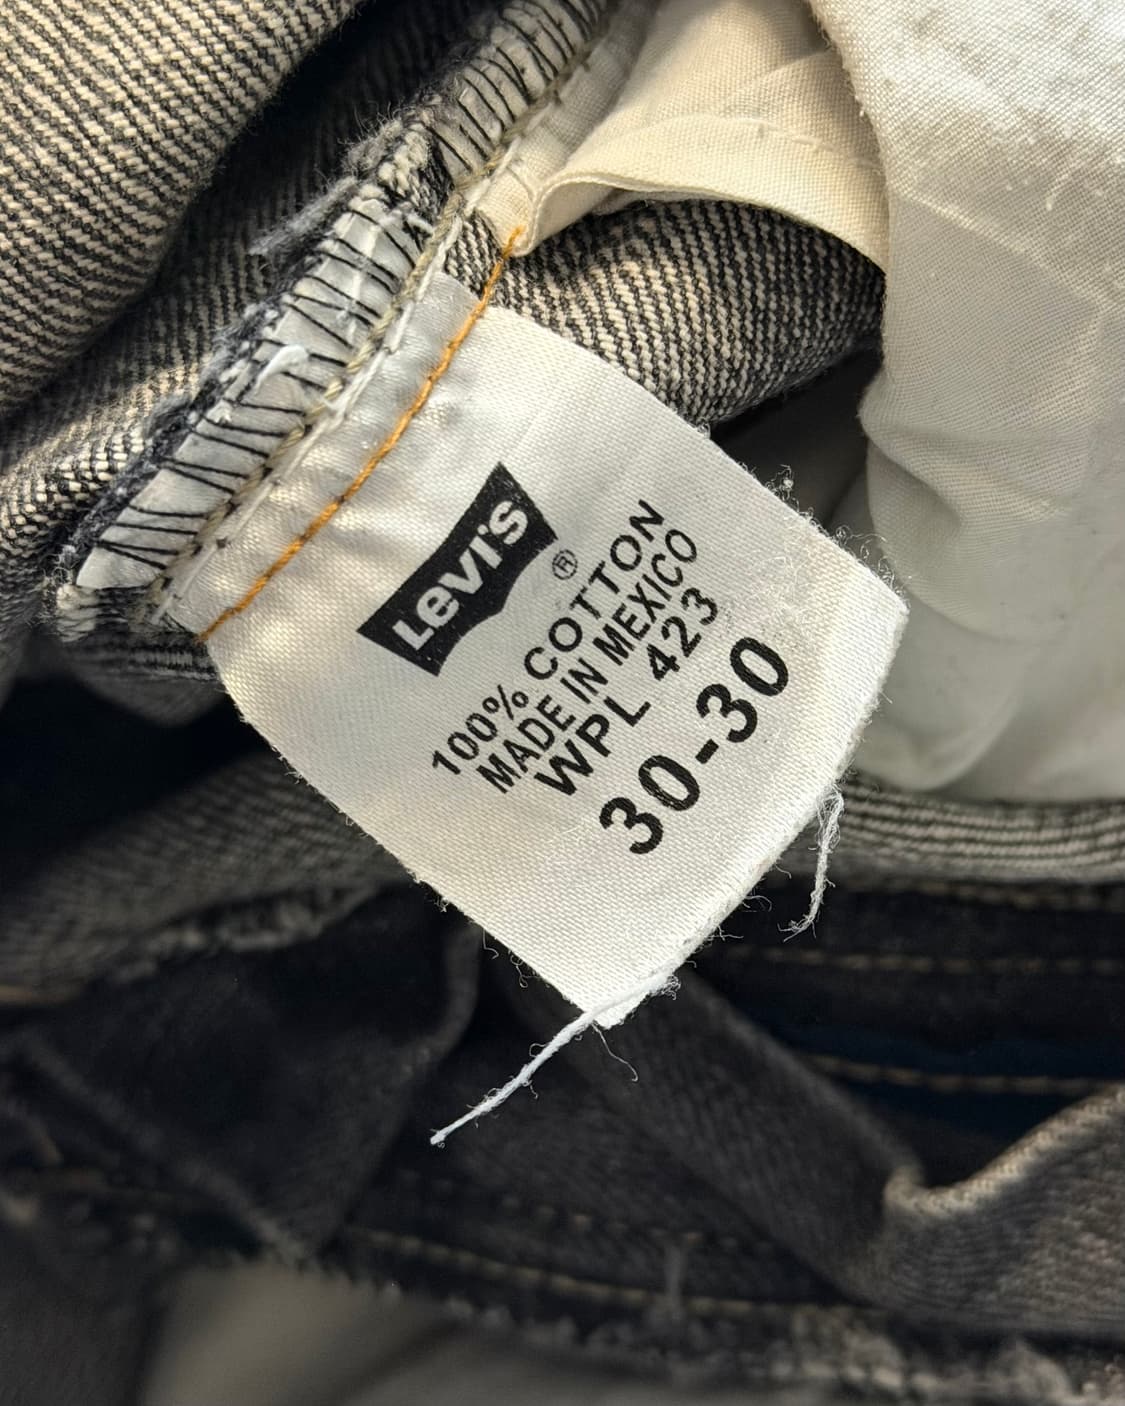 Levi's
®
100% COTTON
MADE IN MEXICO
WPL 423
30-30